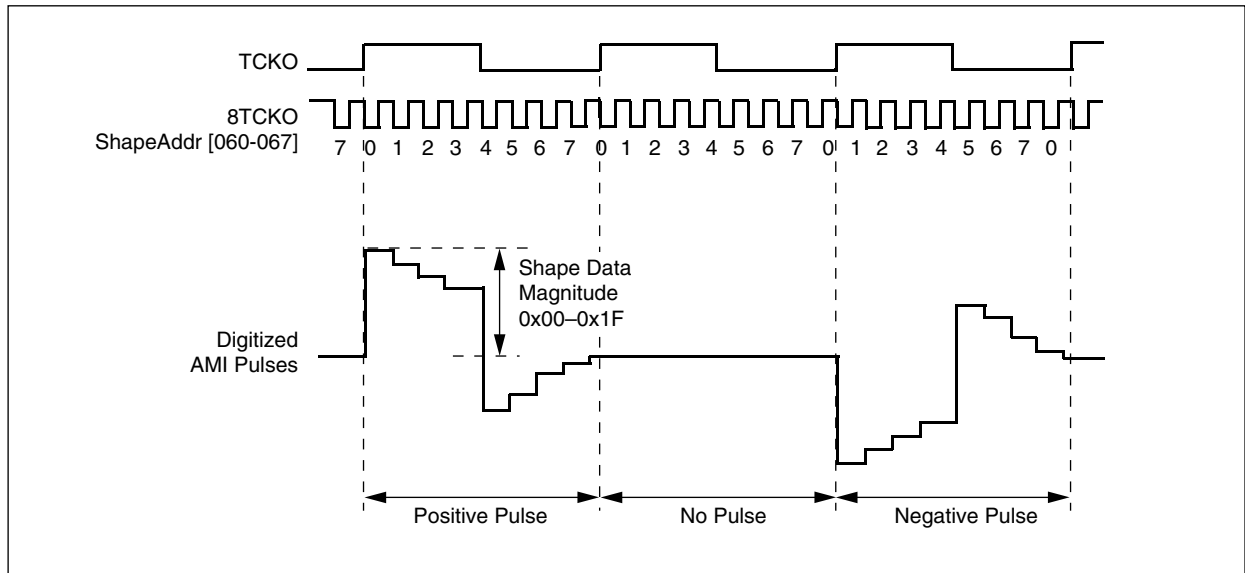 TCKO
8TCKO
ShapeAddr [060-067]
7 0 1 2 3 4 5 6 7 0 1 2 3 4 5 6 7 0 1 2 3 4 5 6 7 0
Shape Data
Magnitude
0x00–0x1F
Digitized
AMI Pulses
Positive Pulse
No Pulse
Negative Pulse